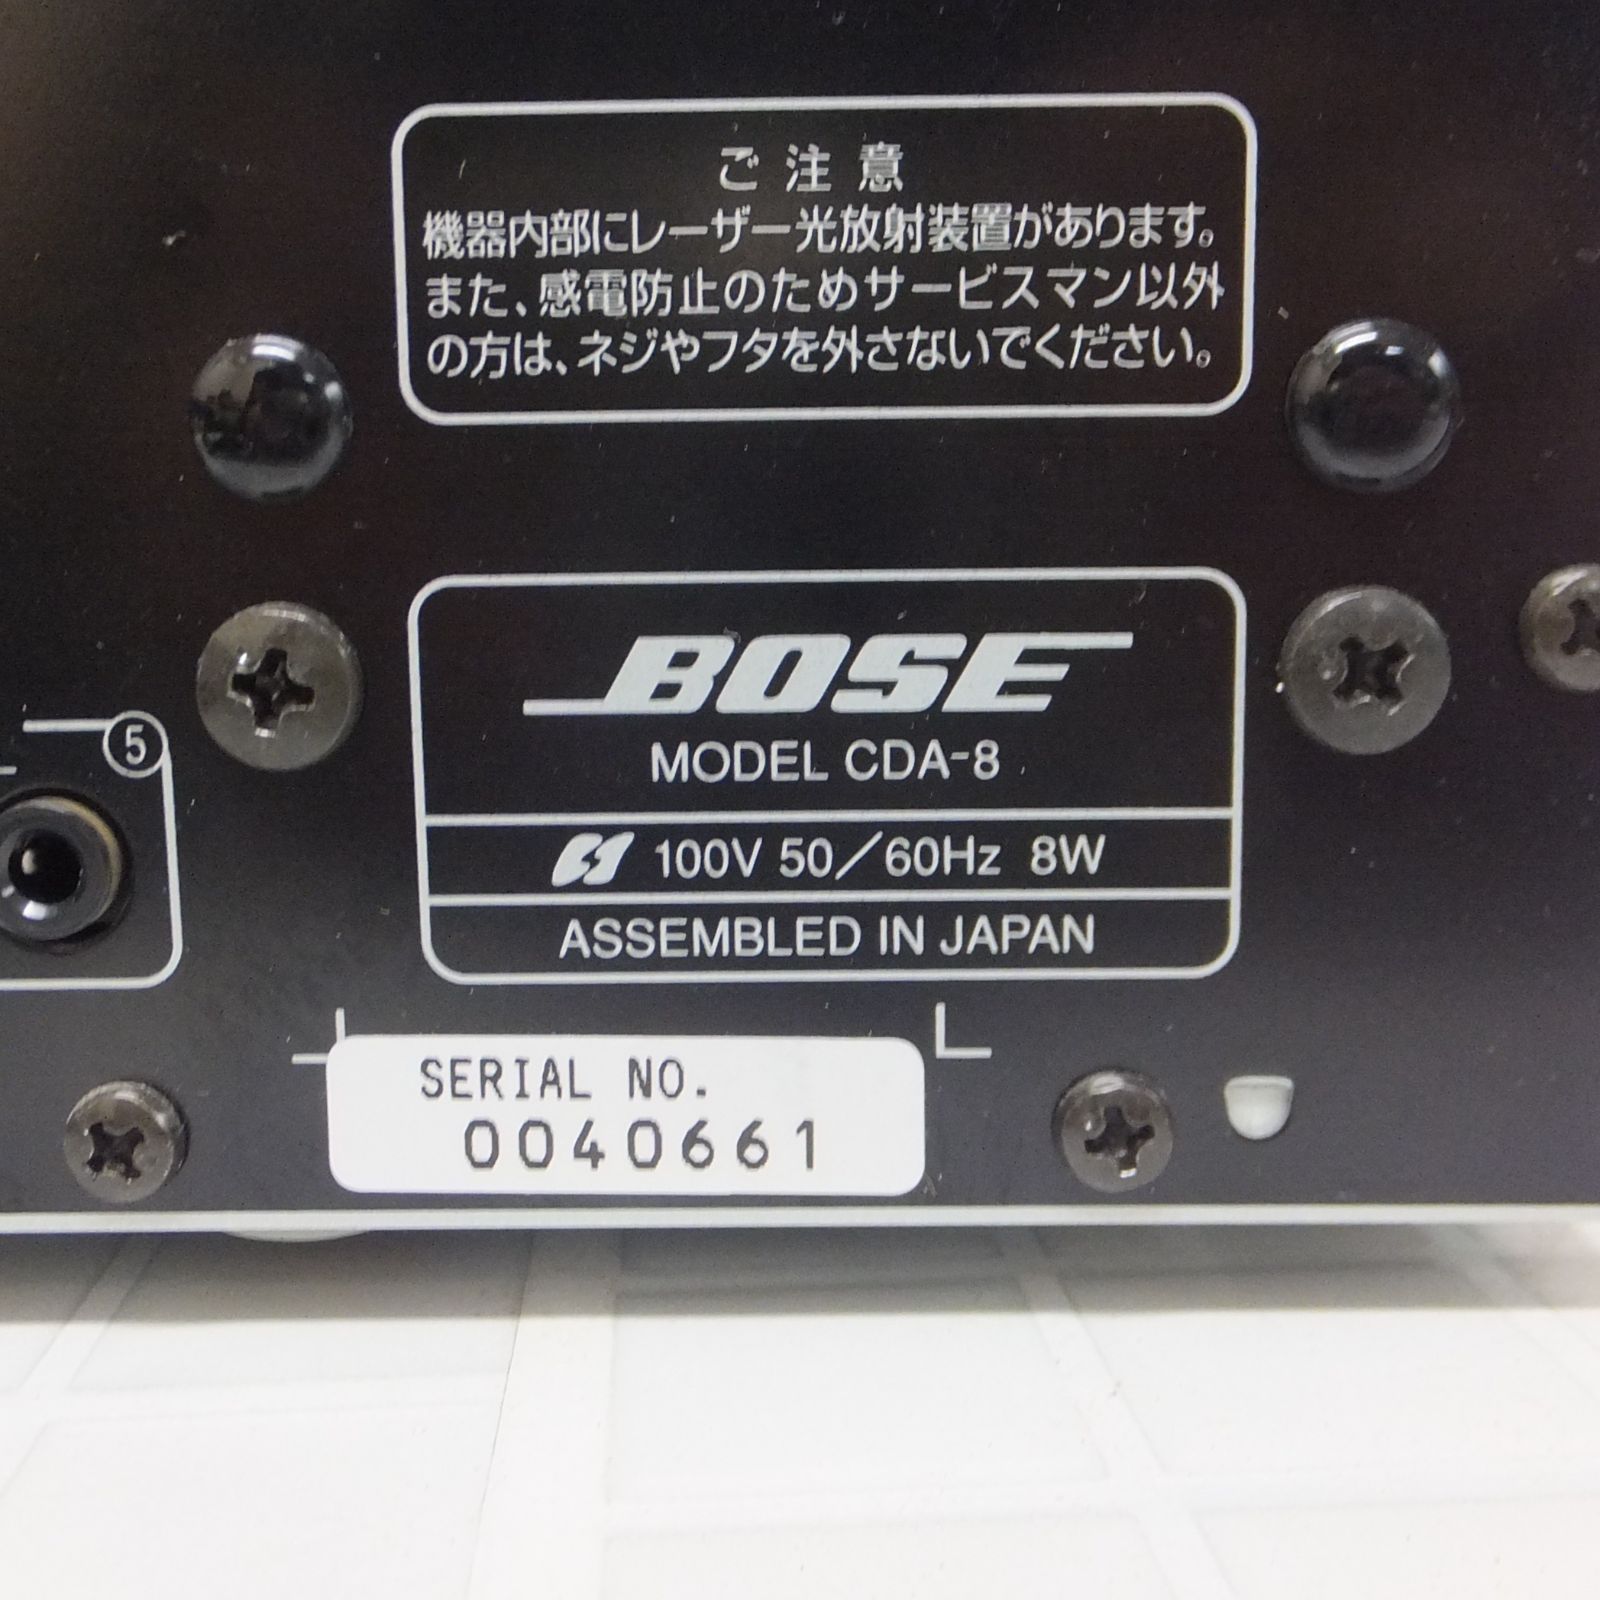 ご注意
機器内部にレーザー光放射装置があります。
また、感電防止のためサービスマン以外
の方は、ネジやフタを外さないでください。
5
BOSE
MODEL CDA-8
100V 50/60Hz 8W
ASSEMBLED IN JAPAN
SERIAL NO.
0040661